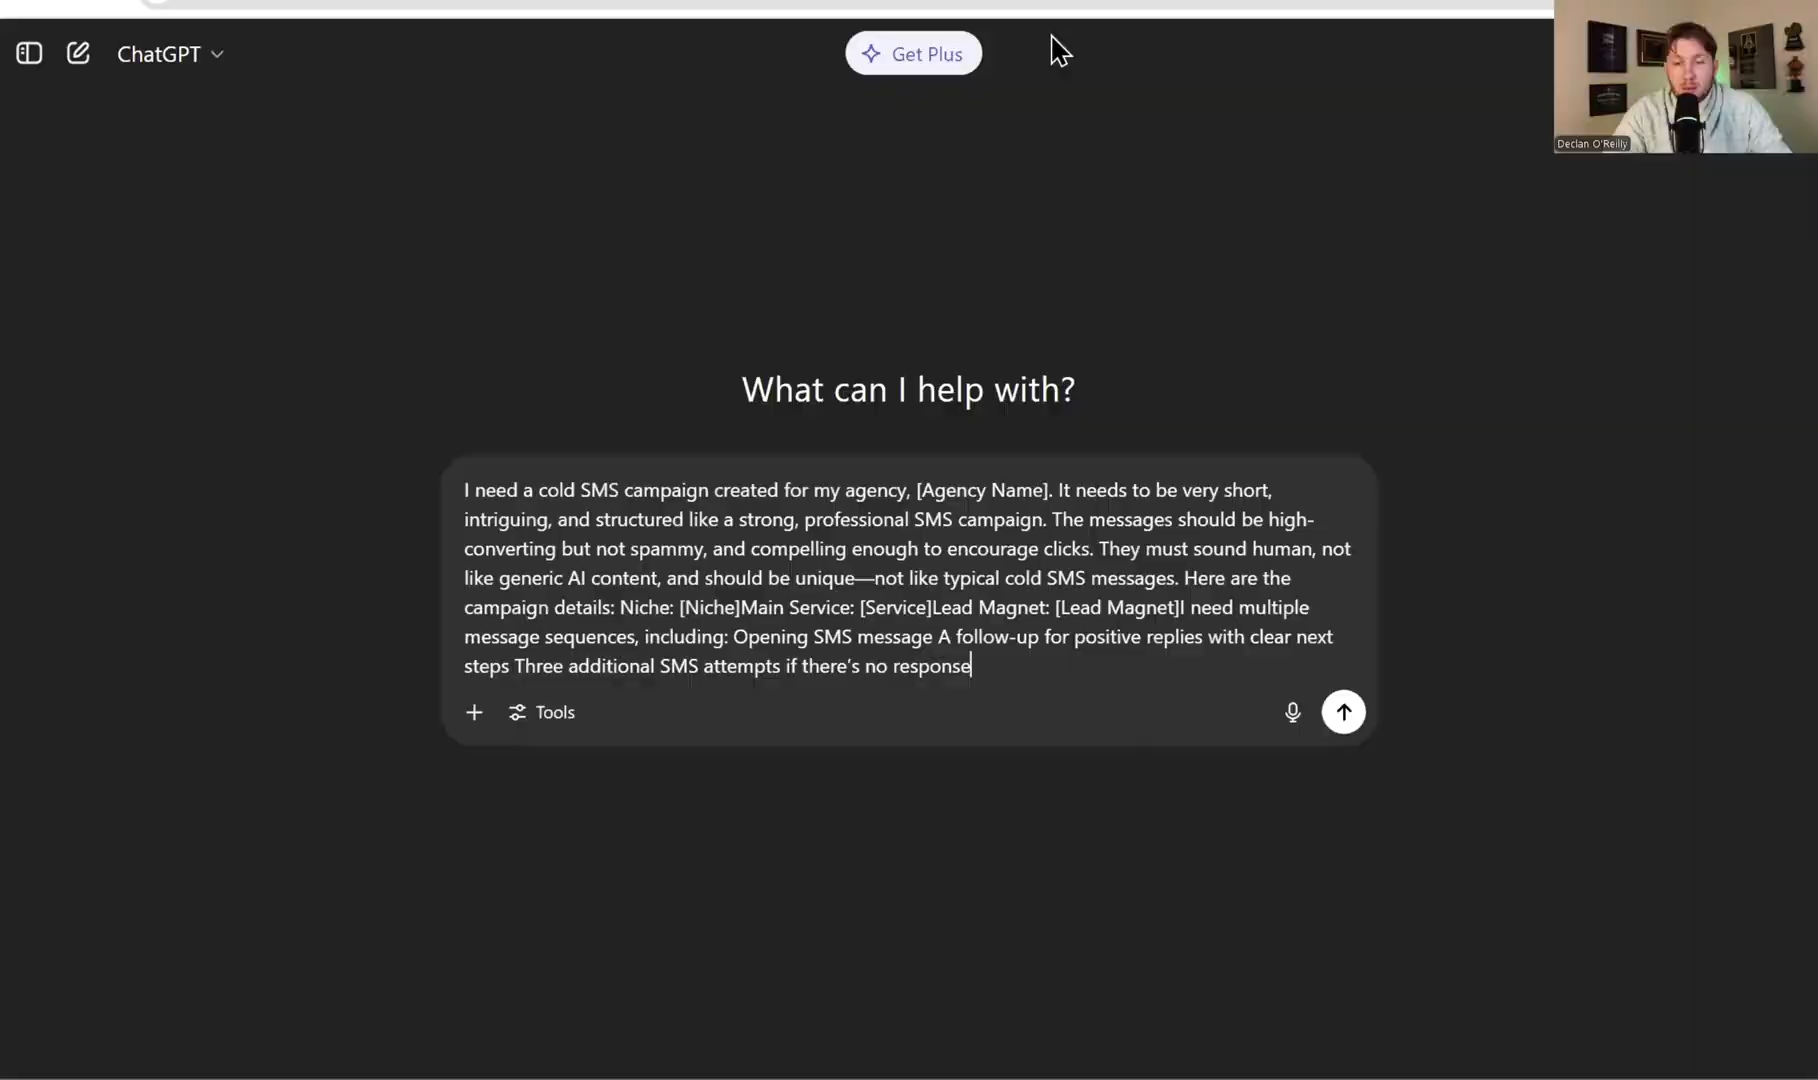 ChatGPT
Get Plus
Declan O'Reilly
What can I help with?
I need a cold SMS campaign created for my agency, [Agency Name]. It needs to be very short,
intriguing, and structured like a strong, professional SMS campaign. The messages should be high-
converting but not spammy, and compelling enough to encourage clicks. They must sound human, not
like generic AI content, and should be unique—not like typical cold SMS messages. Here are the
campaign details: Niche: [Niche]Main Service: [Service]Lead Magnet: [Lead Magnet]I need multiple
message sequences, including: Opening SMS message A follow-up for positive replies with clear next
steps Three additional SMS attempts if there's no response
Tools